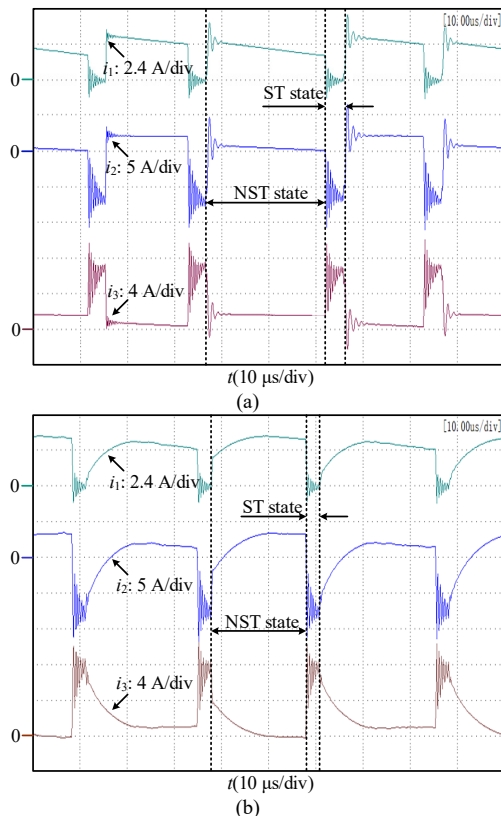 [10.00us/div]
0
i₁: 2.4 A/div
ST state
0
i₂: 5 A/div
NST state
i₃: 4 A/div
0
t(10 μs/div)
(a)
[10.00us/div]
0
i₁: 2.4 A/div
ST state
0
i₂: 5 A/div
NST state
i₃: 4 A/div
0
t(10 μs/div)
(b)